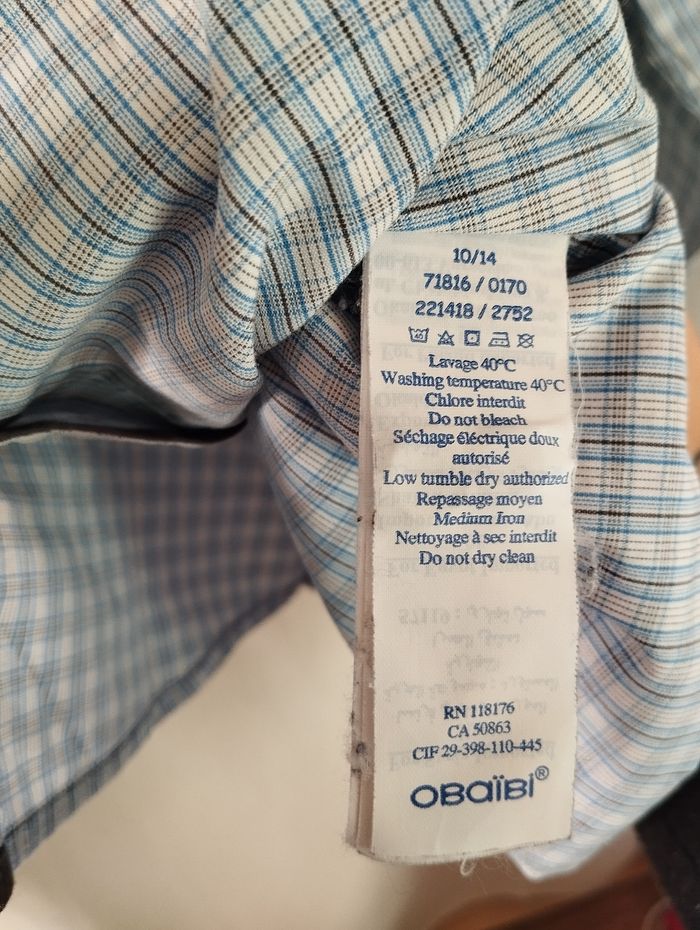 10/14
71816 / 0170
221418 / 2752
40
Lavage 40°C
Washing temperature 40°C
Chlore interdit
Do not bleach
Séchage éléctrique doux
autorisé
Low tumble dry authorized
Repassage moyen
Medium Iron
Nettoyage à sec interdit
Do not dry clean
RN 118176
CA 50863
CIF 29-398-110-445
OBaïBi®